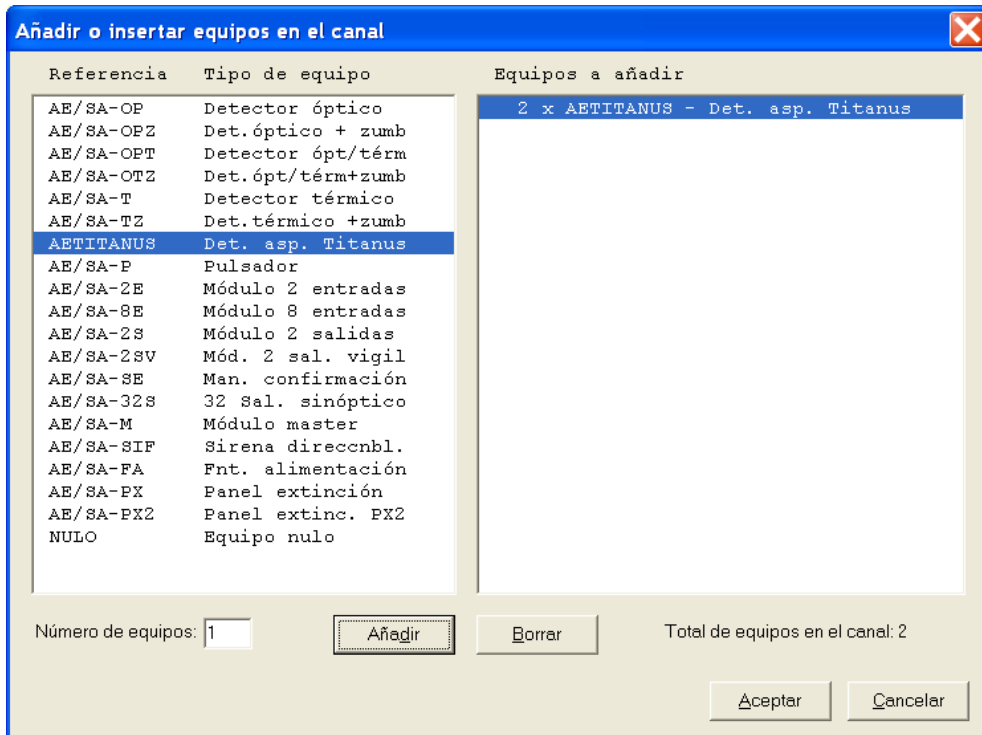 Añadir o insertar equipos en el canal
Referencia Tipo de equipo Equipos a añadir
AE/SA-OP Detector óptico 2 x AETITANUS - Det. asp. Titanus
AE/SA-OPZ Det.óptico + zumb
AE/SA-OPT Detector ópt/térm
AE/SA-OTZ Det.ópt/térm+zumb
AE/SA-T Detector térmico
AE/SA-TZ Det.térmico +zumb
AETITANUS Det. asp. Titanus
AE/SA-P Pulsador
AE/SA-2E Módulo 2 entradas
AE/SA-8E Módulo 8 entradas
AE/SA-2S Módulo 2 salidas
AE/SA-2SV Mód. 2 sal. vigil
AE/SA-SE Man. confirmación
AE/SA-32S 32 Sal. sinóptico
AE/SA-M Módulo master
AE/SA-SIF Sirena direccnbl.
AE/SA-FA Fnt. alimentación
AE/SA-PX Panel extinción
AE/SA-PX2 Panel extinc. PX2
NULO Equipo nulo
Número de equipos: 1 Añadir Borrar Total de equipos en el canal: 2
Aceptar Cancelar